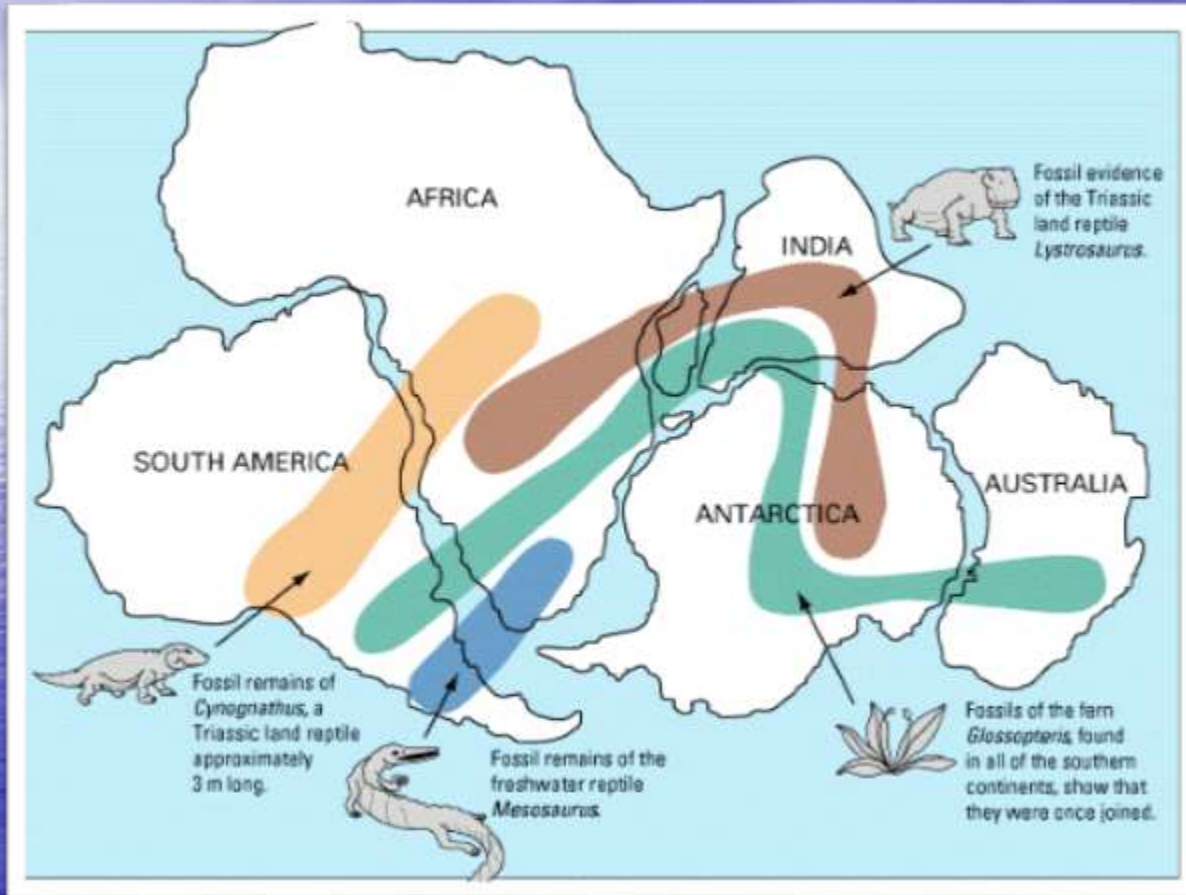 AFRICA
INDIA
Fossil evidence
of the Triassic
land reptile
Lystrosaurus.
SOUTH AMERICA
ANTARCTICA
AUSTRALIA
Fossil remains of
Cynognathus, a
Triassic land reptile
approximately
3 m long.
Fossil remains of the
freshwater reptile
Mesosaurus.
Fossils of the fern
Glossopteris, found
in all of the southern
continents, show that
they were once joined.